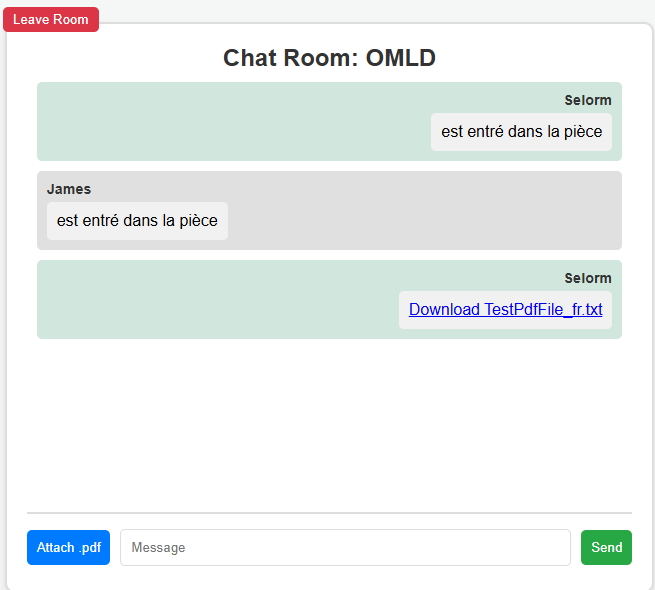 Leave Room
Chat Room: OMLD
Selorm
est entré dans la pièce
James
est entré dans la pièce
Selorm
Download TestPdfFile_fr.txt
Attach .pdf
Message
Send